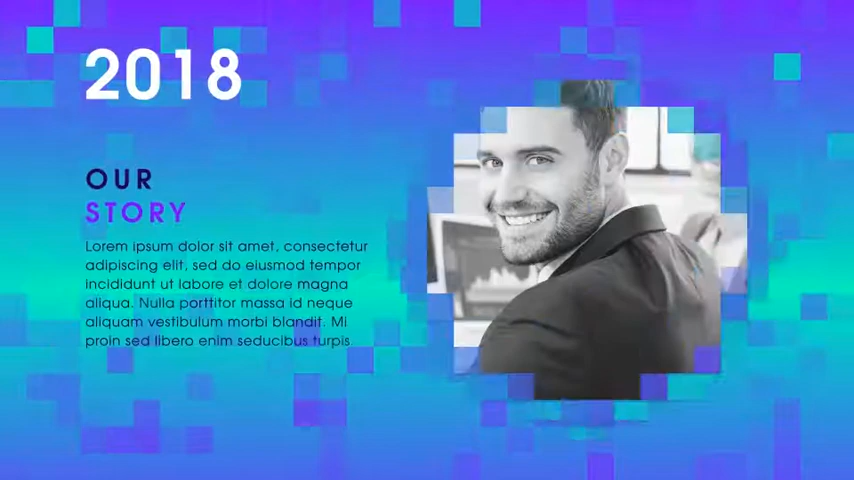 2018
OUR
STORY
Lorem ipsum dolor sit amet, consectetur
adipiscing elit, sed do eiusmod tempor
incididunt ut labore et dolore magna
aliqua. Nulla porttitor massa id neque
aliquam vestibulum morbi blandit. Mi
proin sed libero enim seducibus turpis.